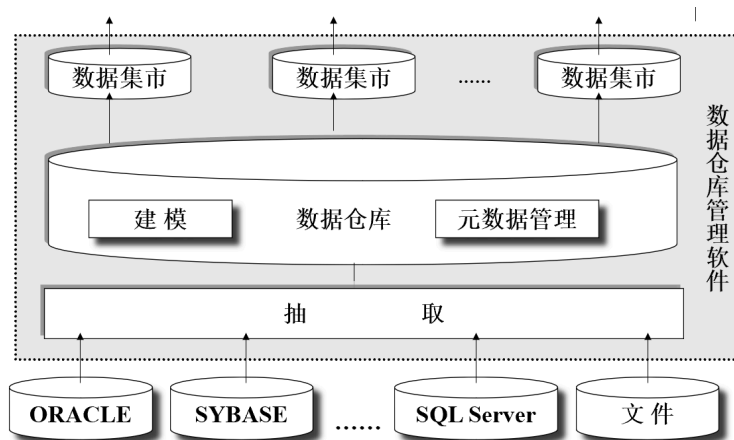 数据集市
数据集市
......
数据集市
数据仓库管理软件
建 模
数据仓库
元数据管理
抽 取
ORACLE
SYBASE
......
SQL Server
文 件